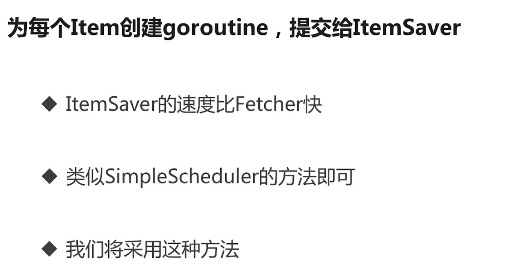 为每个Item创建goroutine，提交给ItemSaver
◆ ItemSaver的速度比Fetcher快
◆ 类似SimpleScheduler的方法即可
◆ 我们将采用这种方法